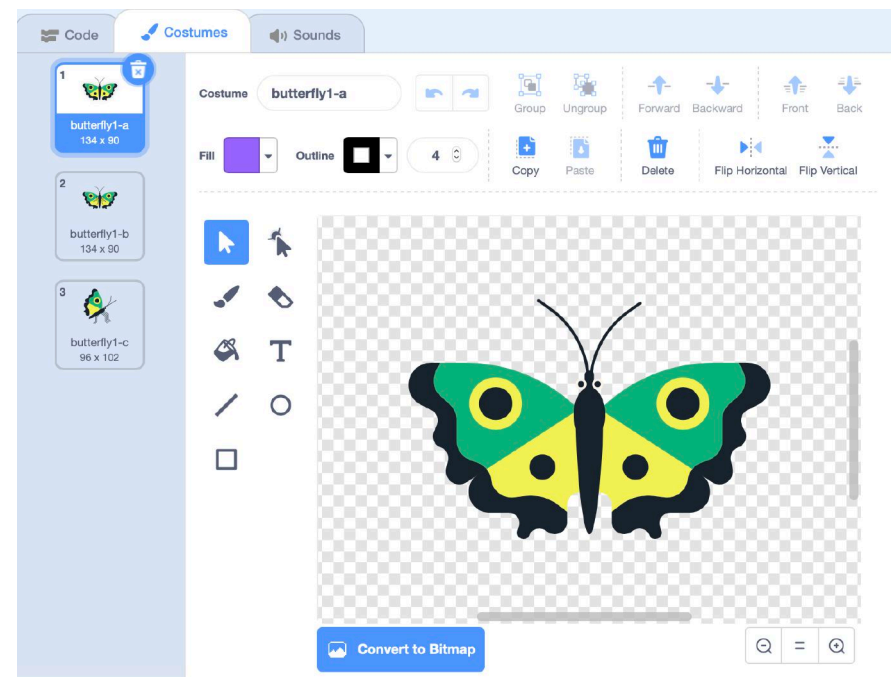 Code
Costumes
Sounds
1
butterfly1-a
134 x 90
2
butterfly1-b
134 x 90
3
butterfly1-c
96 x 102
Costume butterfly1-a
Group Ungroup Forward Backward Front Back
Fill Outline 4
Copy Paste Delete Flip Horizontal Flip Vertical
T
Convert to Bitmap